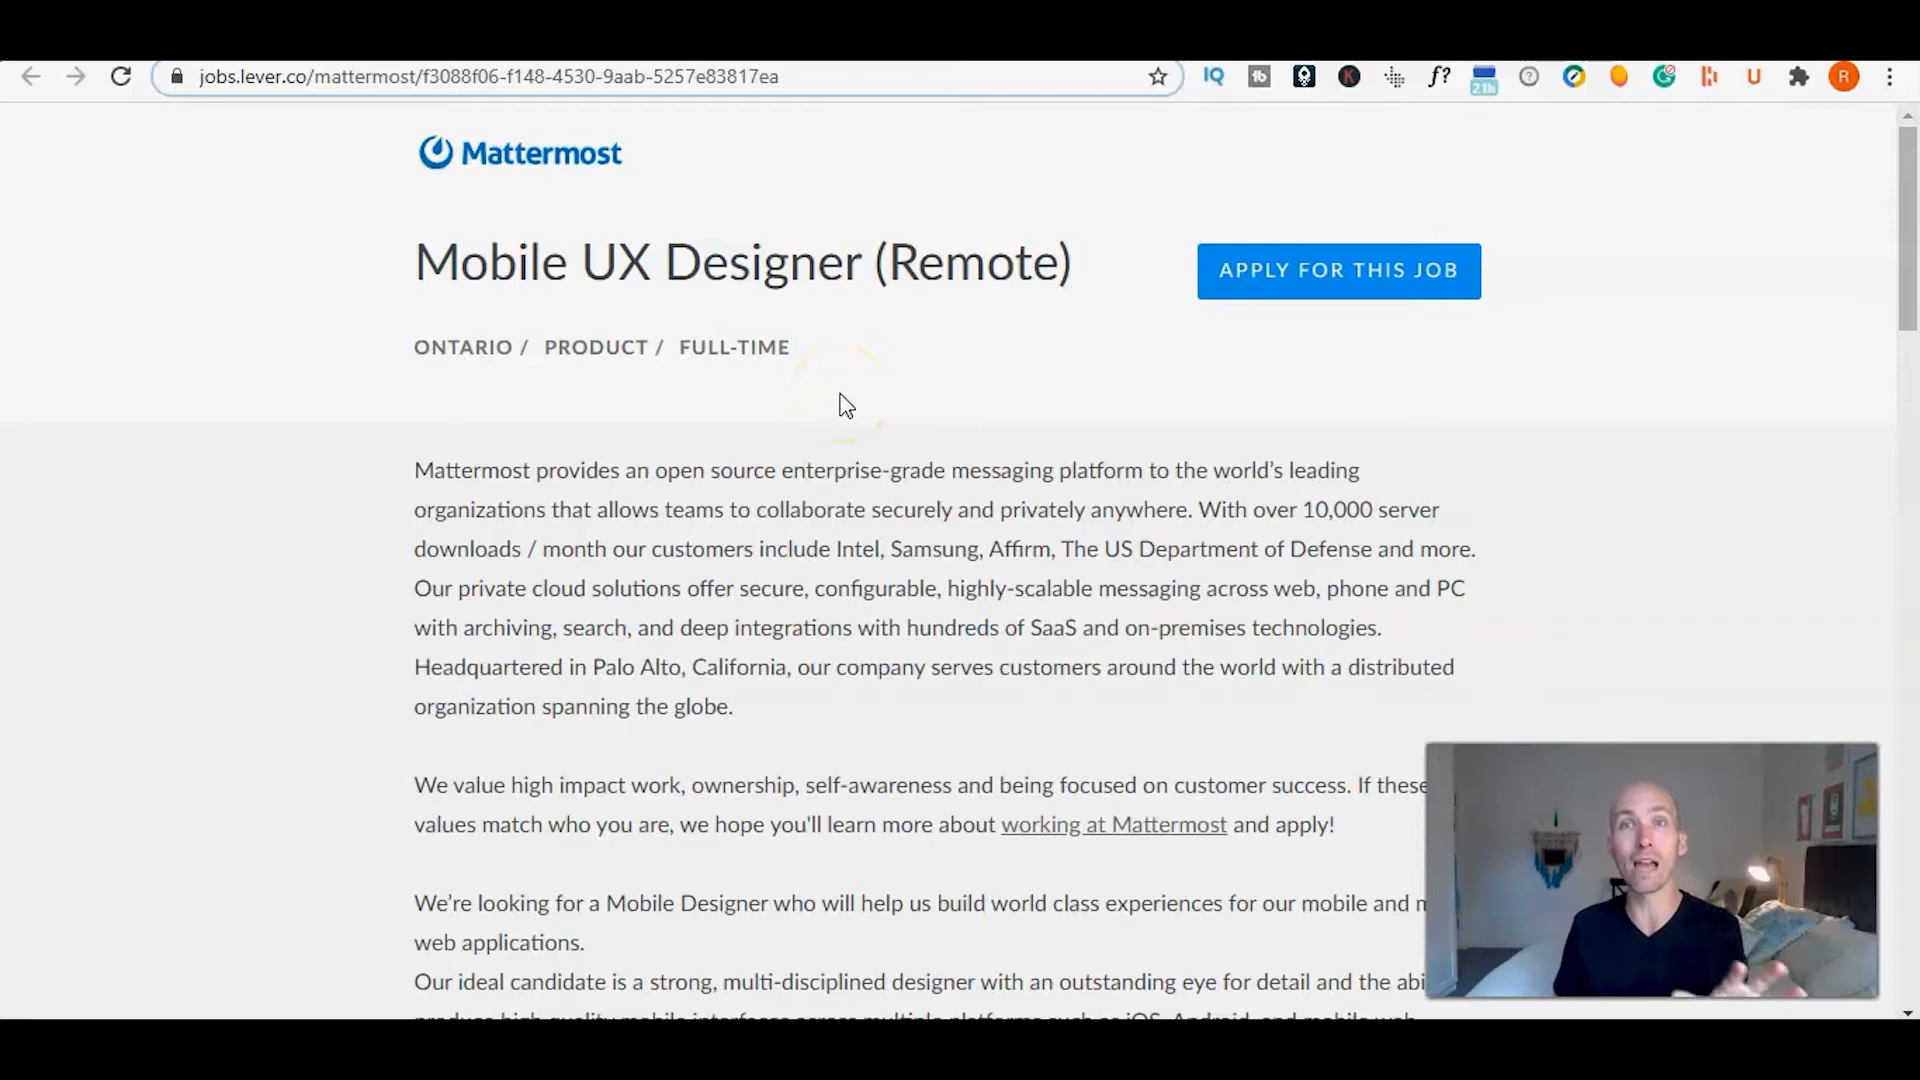 jobs.lever.co/mattermost/f3088f06-f148-4530-9aab-5257e83817ea
IQ
tb
K
f?
21h
?
G
U
R
Mattermost
Mobile UX Designer (Remote)
APPLY FOR THIS JOB
ONTARIO / PRODUCT / FULL-TIME
Mattermost provides an open source enterprise-grade messaging platform to the world's leading
organizations that allows teams to collaborate securely and privately anywhere. With over 10,000 server
downloads / month our customers include Intel, Samsung, Affirm, The US Department of Defense and more.
Our private cloud solutions offer secure, configurable, highly-scalable messaging across web, phone and PC
with archiving, search, and deep integrations with hundreds of SaaS and on-premises technologies.
Headquartered in Palo Alto, California, our company serves customers around the world with a distributed
organization spanning the globe.
We value high impact work, ownership, self-awareness and being focused on customer success. If these
values match who you are, we hope you'll learn more about working at Mattermost and apply!
We're looking for a Mobile Designer who will help us build world class experiences for our mobile and
web applications.
Our ideal candidate is a strong, multi-disciplined designer with an outstanding eye for detail and the